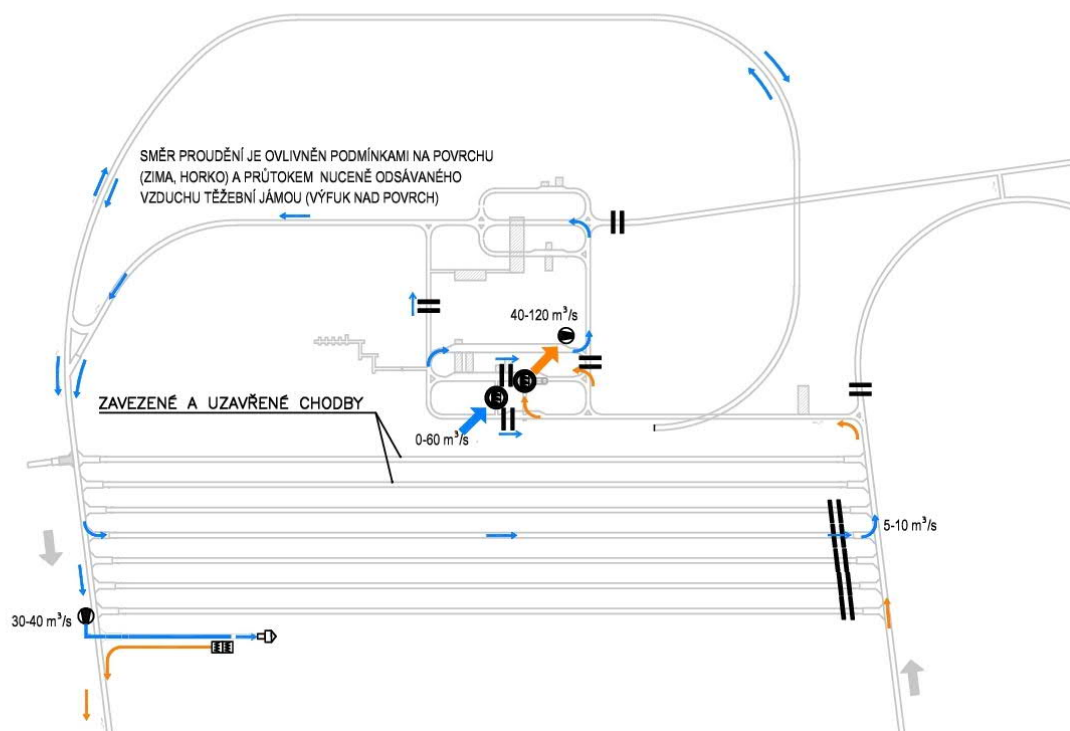 SMĚR PROUDĚNÍ JE OVLIVNĚN PODMÍNKAMI NA POVRCHU
(ZIMA, HORKO) A PRŮTOKEM NUCENĚ ODSÁVANÉHO
VZDUCHU TĚŽEBNÍ JÁMOU (VÝFUK NAD POVRCH)
40-120 m³/s
ZAVEZENÉ A UZAVŘENÉ CHODBY
0-60 m³/s
5-10 m³/s
30-40 m³/s